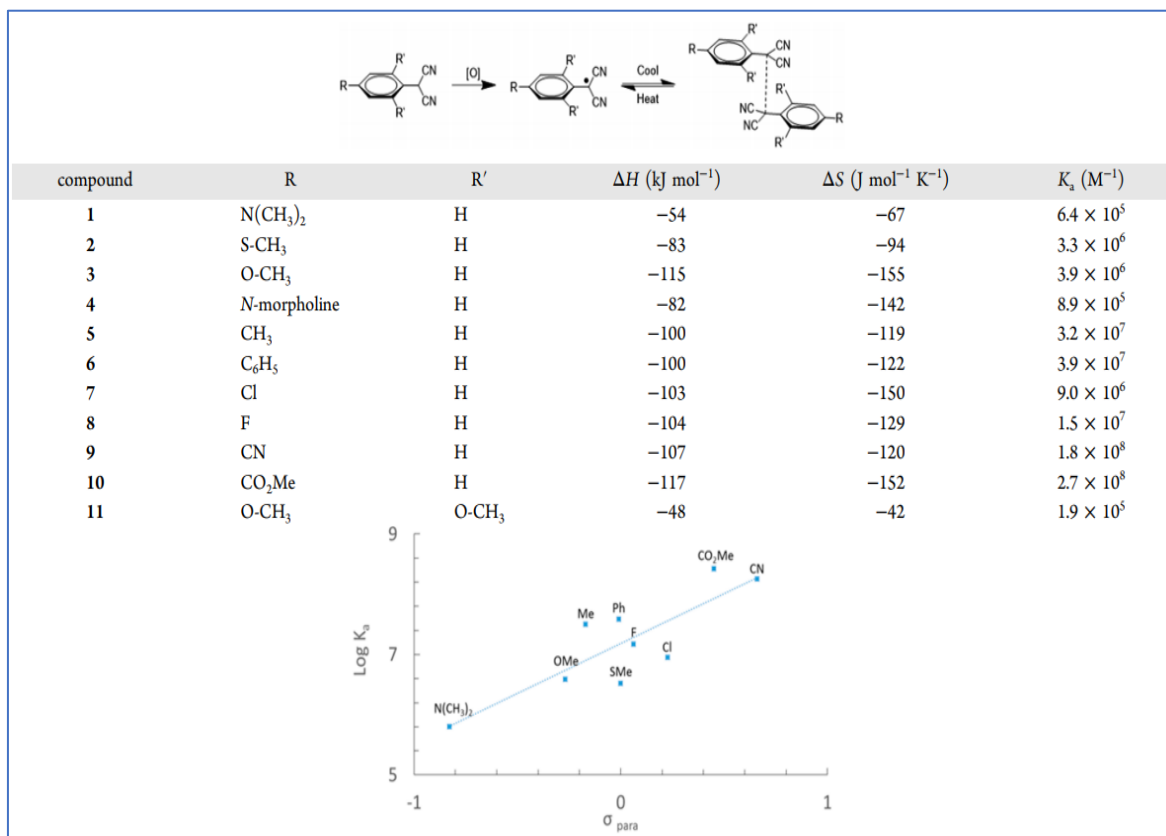 R'
R
CN
CN
R'
[O]
R'
R
CN
CN
R'
Cool
Heat
R'
R
CN
CN
R'
NC
NC
R'
R
R'
compound R R′ ΔH (kJ mol⁻¹) ΔS (J mol⁻¹ K⁻¹) Kₐ (M⁻¹)
1 N(CH₃)₂ H −54 −67 6.4 × 10⁵
2 S-CH₃ H −83 −94 3.3 × 10⁶
3 O-CH₃ H −115 −155 3.9 × 10⁶
4 N-morpholine H −82 −142 8.9 × 10⁵
5 CH₃ H −100 −119 3.2 × 10⁷
6 C₆H₅ H −100 −122 3.9 × 10⁷
7 Cl H −103 −150 9.0 × 10⁶
8 F H −104 −129 1.5 × 10⁷
9 CN H −107 −120 1.8 × 10⁸
10 CO₂Me H −117 −152 2.7 × 10⁸
11 O-CH₃ O-CH₃ −48 −42 1.9 × 10⁵
9
CO₂Me
CN
Me
Ph
F
Cl
7
OMe
SMe
N(CH₃)₂
Log Kₐ
5
-1 0 1
σ para